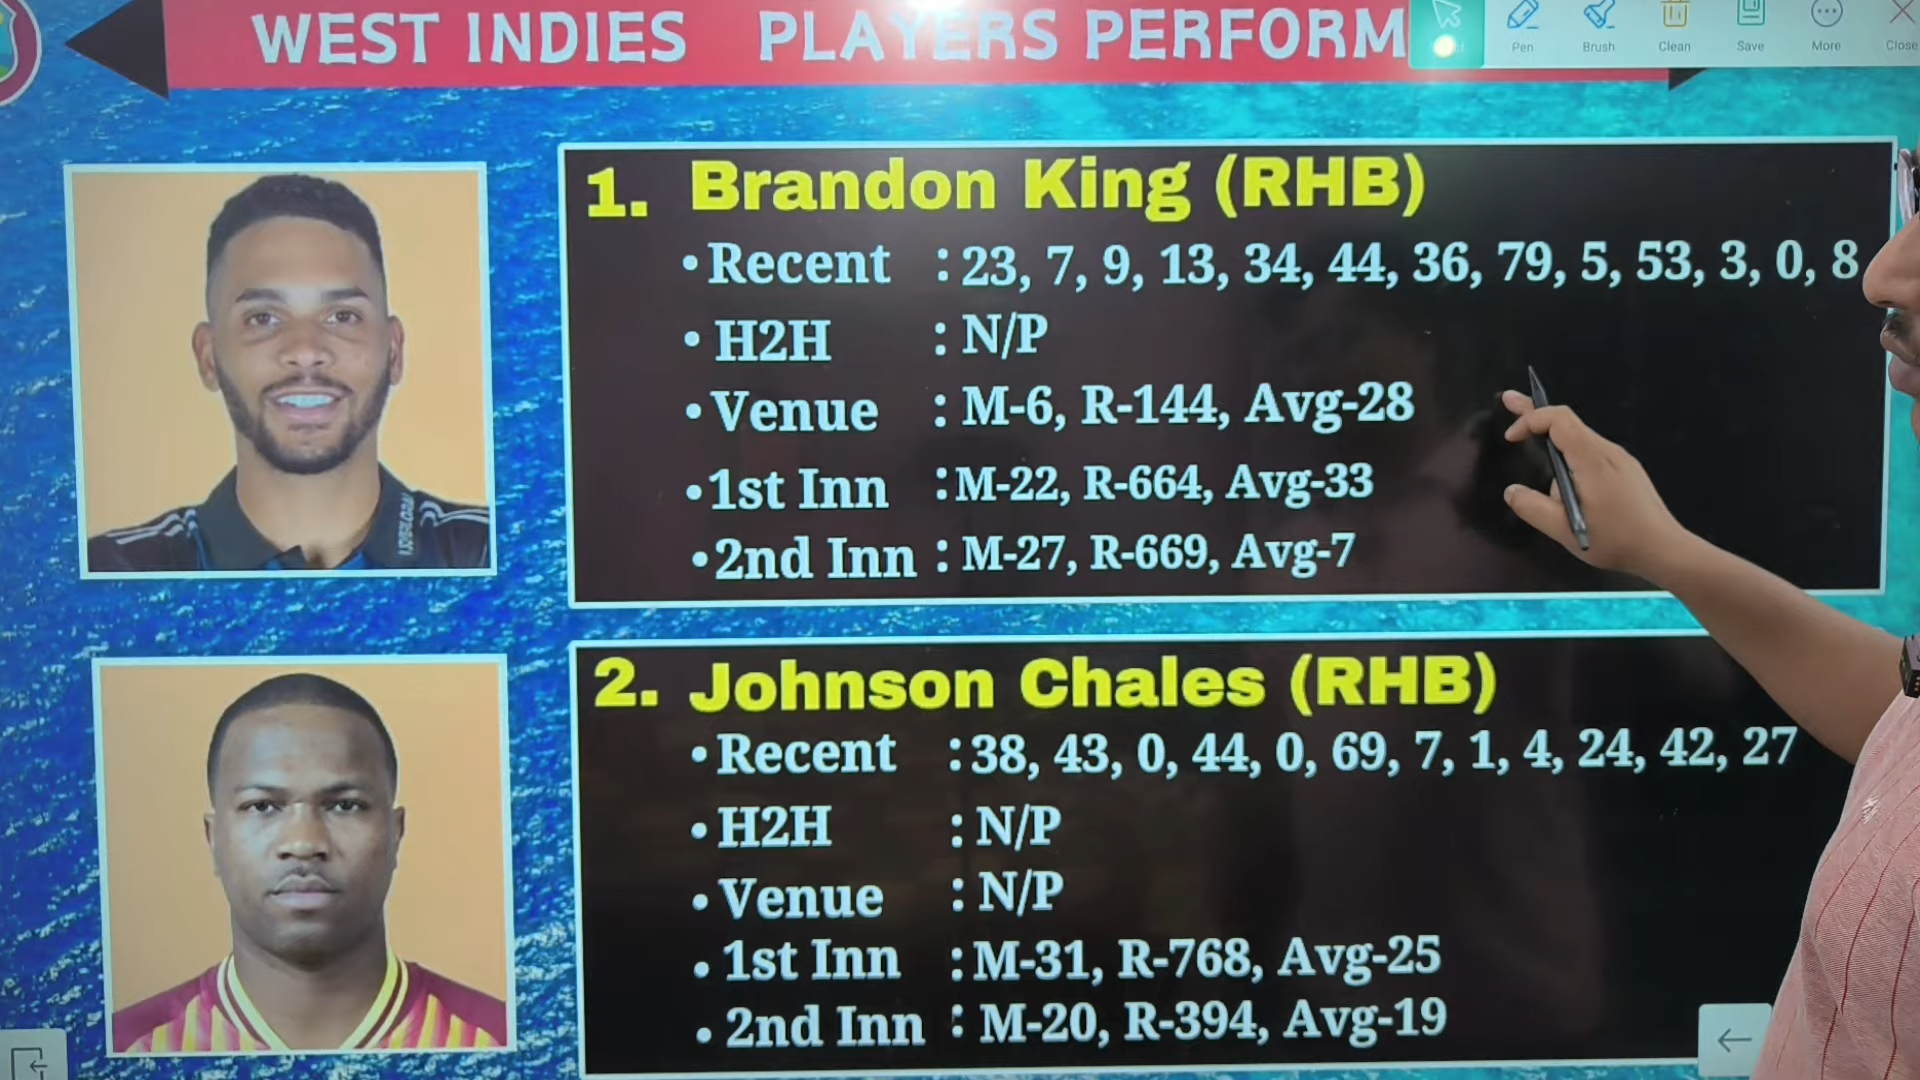 WEST INDIES PLAYERS PERFORM
Pen
Brush
Clean
Save
More
Close
1. Brandon King (RHB)
•Recent : 23, 7, 9, 13, 34, 44, 36, 79, 5, 53, 3, 0, 8
• H2H : N/P
•Venue : M-6, R-144, Avg-28
•1st Inn :M-22, R-664, Avg-33
•2nd Inn : M-27, R-669, Avg-7
2. Johnson Chales (RHB)
•Recent :38, 43, 0, 44, 0, 69, 7, 1, 4, 24, 42, 27
•H2H : N/P
•Venue : N/P
• 1st Inn :M-31, R-768, Avg-25
• 2nd Inn : M-20, R-394, Avg-19